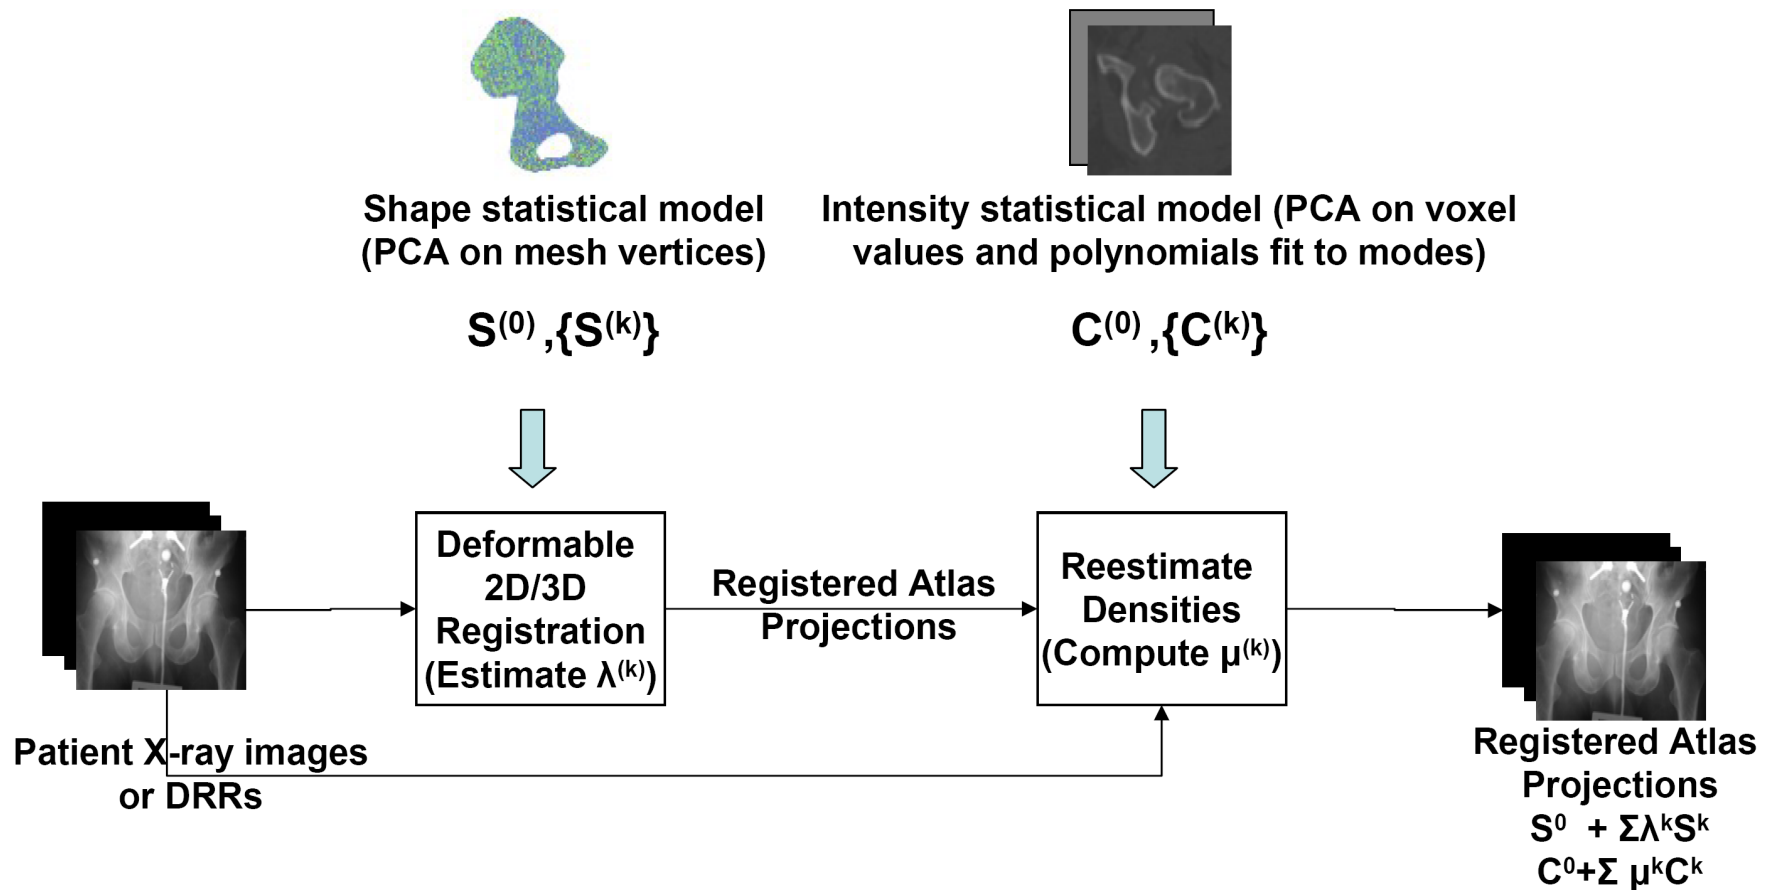 Shape statistical model
(PCA on mesh vertices)
S⁽⁰⁾ ,{S⁽ᵏ⁾}
Intensity statistical model (PCA on voxel
values and polynomials fit to modes)
C⁽⁰⁾ ,{C⁽ᵏ⁾}
Patient X-ray images
or DRRs
Deformable
2D/3D
Registration
(Estimate λ⁽ᵏ⁾)
Registered Atlas
Projections
Reestimate
Densities
(Compute μ⁽ᵏ⁾)
Registered Atlas
Projections
S⁰ + ΣλᵏSᵏ
C⁰+Σ μᵏCᵏ